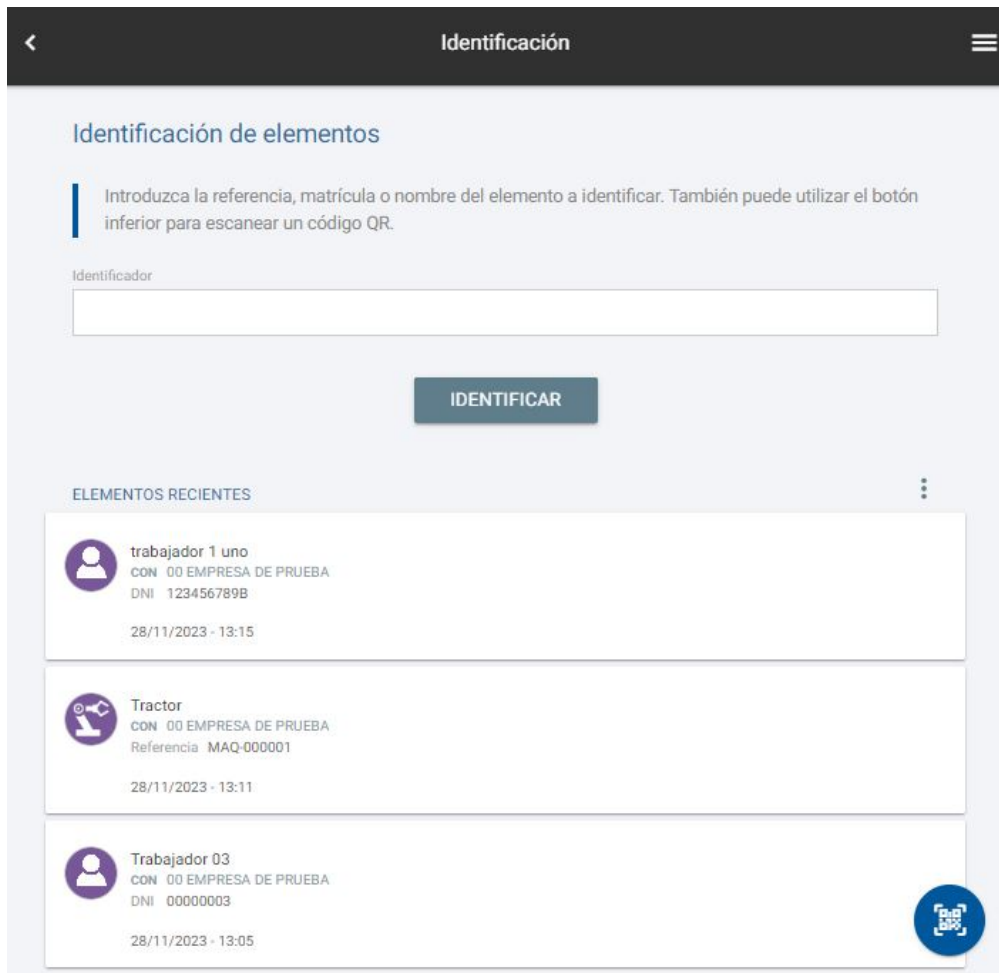 Identificación
Identificación de elementos
Introduzca la referencia, matrícula o nombre del elemento a identificar. También puede utilizar el botón
inferior para escanear un código QR.
Identificador
IDENTIFICAR
ELEMENTOS RECIENTES
trabajador 1 uno
CON 00 EMPRESA DE PRUEBA
DNI 123456789B
28/11/2023 - 13:15
Tractor
CON 00 EMPRESA DE PRUEBA
Referencia MAQ-000001
28/11/2023 - 13:11
Trabajador 03
CON 00 EMPRESA DE PRUEBA
DNI 00000003
28/11/2023 - 13:05